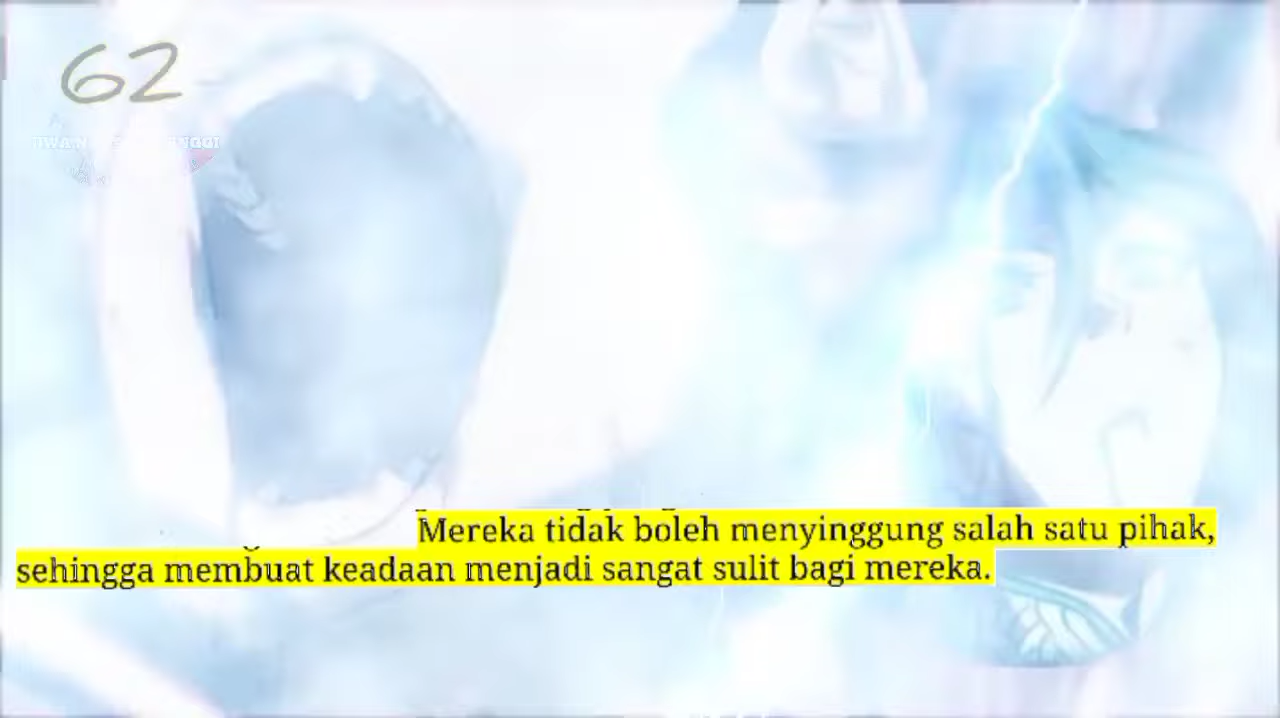 62
Mereka tidak boleh menyinggung salah satu pihak,
sehingga membuat keadaan menjadi sangat sulit bagi mereka.